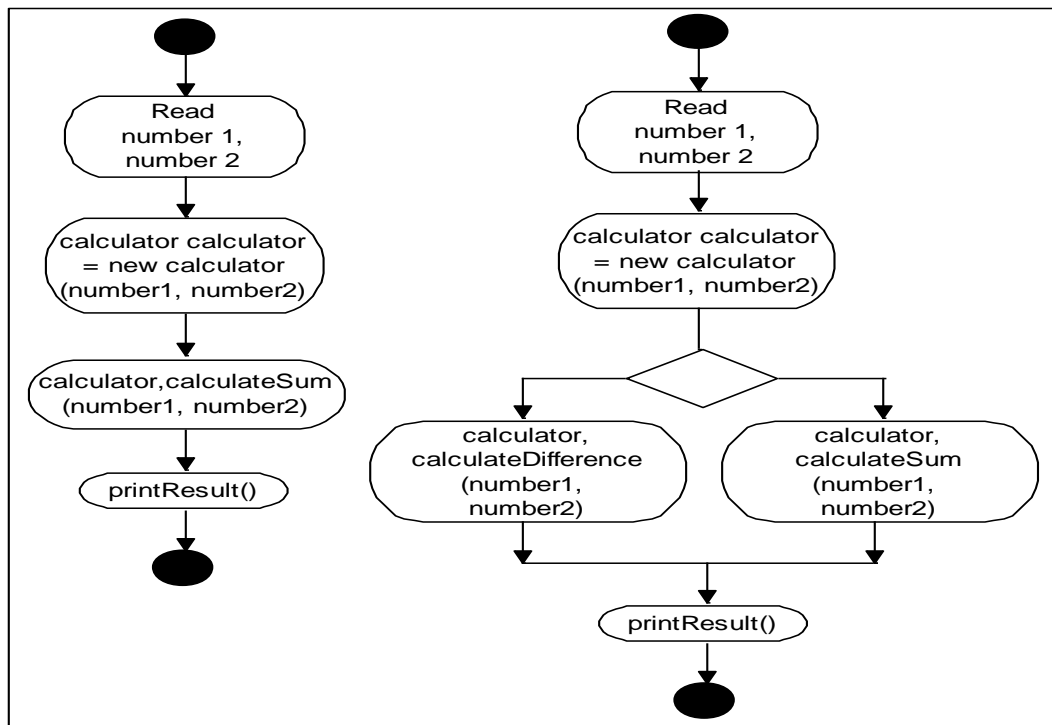 Read
number 1,
number 2
calculator calculator
= new calculator
(number1, number2)
calculator,calculateSum
(number1, number2)
printResult()
Read
number 1,
number 2
calculator calculator
= new calculator
(number1, number2)
calculator,
calculateDifference
(number1,
number2)
calculator,
calculateSum
(number1,
number2)
printResult()